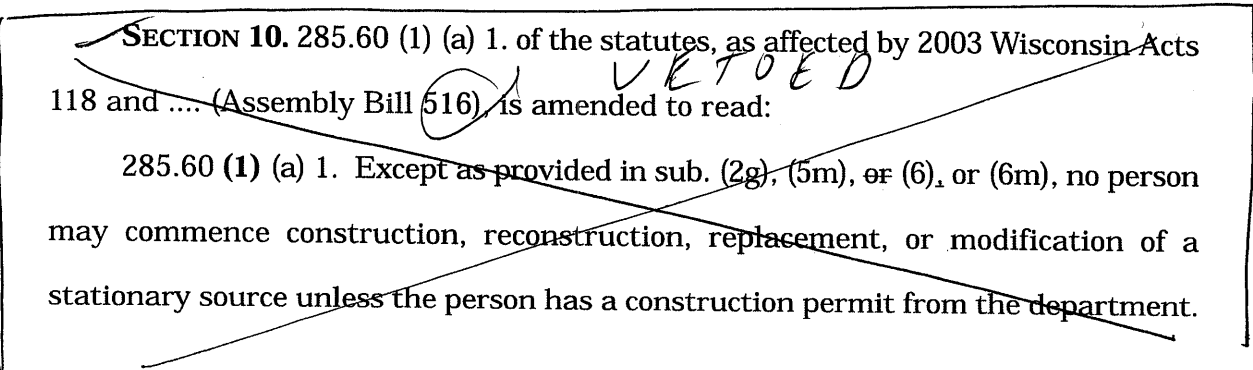 SECTION 10. 285.60 (1) (a) 1. of the statutes, as affected by 2003 Wisconsin Acts
VETOED
118 and .... (Assembly Bill 516), is amended to read:
285.60 (1) (a) 1. Except as provided in sub. (2g), (5m), or (6), or (6m), no person
may commence construction, reconstruction, replacement, or modification of a
stationary source unless the person has a construction permit from the department.